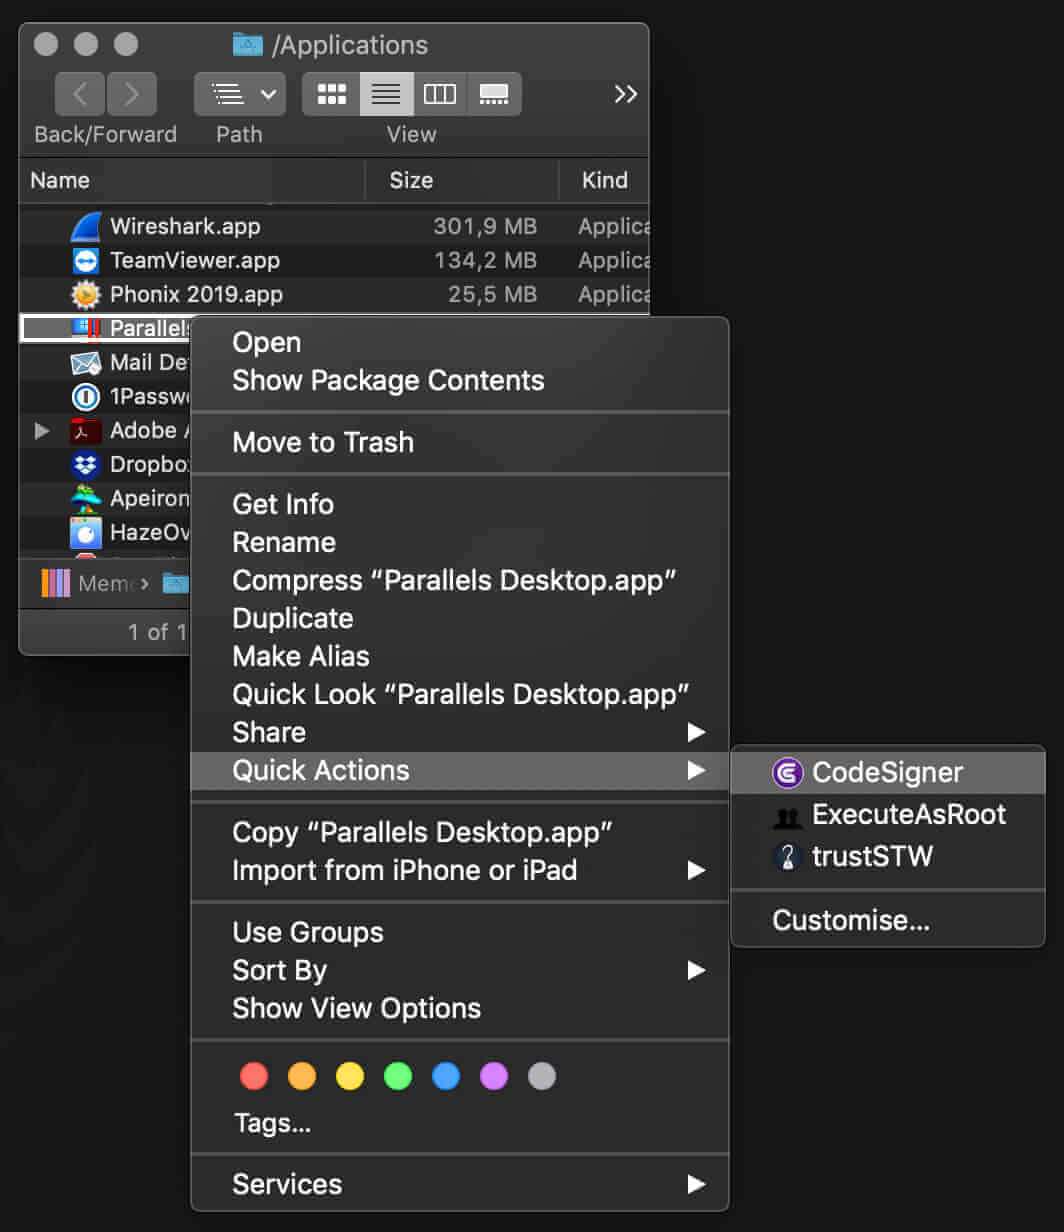 /Applications
Back/Forward Path View
Name Size Kind
Wireshark.app 301,9 MB Applica
TeamViewer.app 134,2 MB Applica
Phonix 2019.app 25,5 MB Applica
Parallels
Mail De
1Passw
Adobe A
Dropbo
Apeiron
HazeOv
Mem
1 of 1
Open
Show Package Contents
Move to Trash
Get Info
Rename
Compress “Parallels Desktop.app”
Duplicate
Make Alias
Quick Look “Parallels Desktop.app”
Share
Quick Actions
CodeSigner
ExecuteAsRoot
trustSTW
Customise...
Copy “Parallels Desktop.app”
Import from iPhone or iPad
Use Groups
Sort By
Show View Options
Tags...
Services